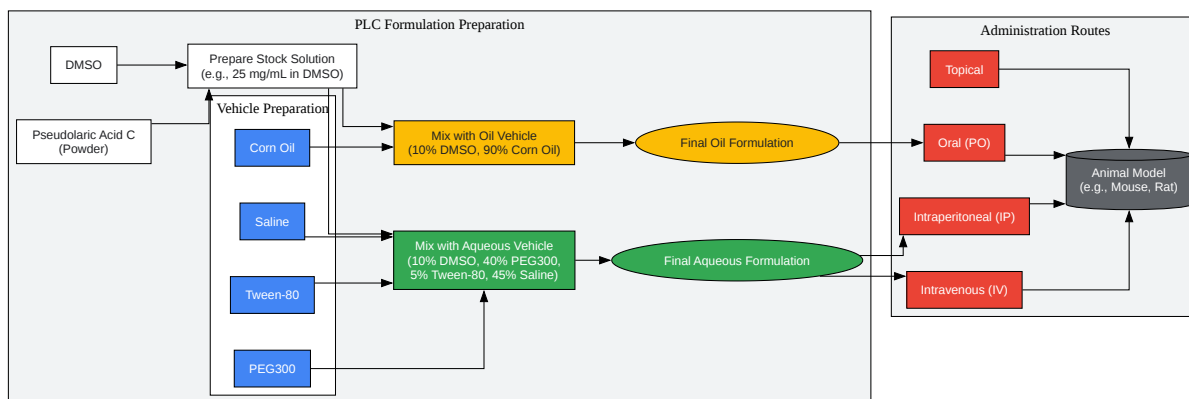 PLC Formulation Preparation
DMSO
Prepare Stock Solution
(e.g., 25 mg/mL in DMSO)
Pseudolaric Acid C
(Powder)
Vehicle Preparation
Corn Oil
Saline
Tween-80
PEG300
Mix with Oil Vehicle
(10% DMSO, 90% Corn Oil)
Mix with Aqueous Vehicle
(10% DMSO, 40% PEG300,
5% Tween-80, 45% Saline)
Final Oil Formulation
Final Aqueous Formulation
Administration Routes
Topical
Oral (PO)
Intraperitoneal (IP)
Intravenous (IV)
Animal Model
(e.g., Mouse, Rat)